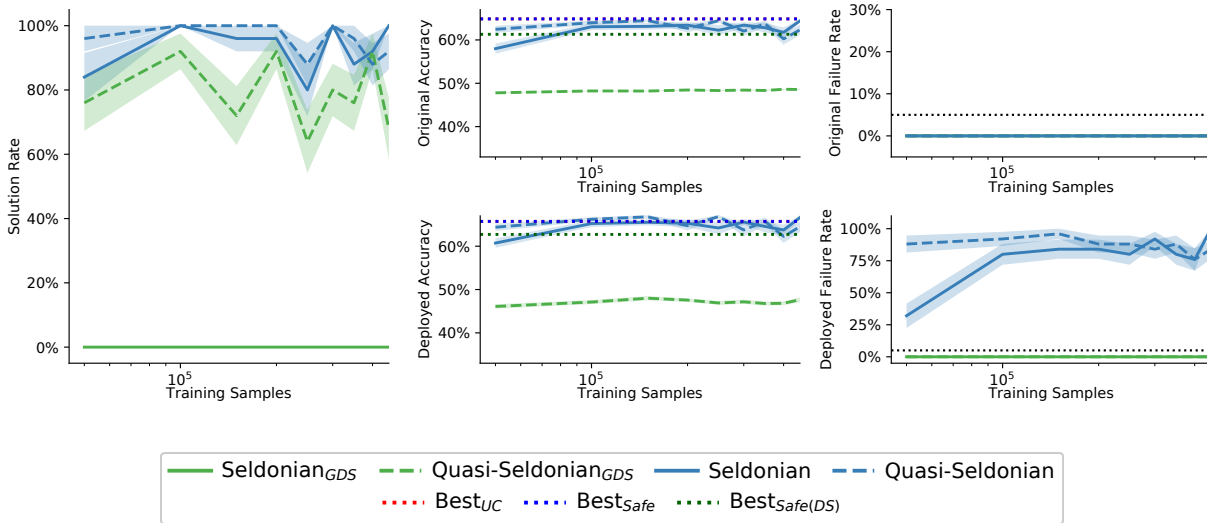 100%
80%
60%
40%
20%
0%
Solution Rate
10^5
Training Samples
60%
40%
Original Accuracy
10^5
Training Samples
30%
20%
10%
0%
Original Failure Rate
10^5
Training Samples
60%
40%
Deployed Accuracy
10^5
Training Samples
100%
75%
50%
25%
0%
Deployed Failure Rate
10^5
Training Samples
Seldonian_GDS Quasi-Seldonian_GDS Seldonian Quasi-Seldonian
Best_UC Best_Safe Best_Safe(DS)